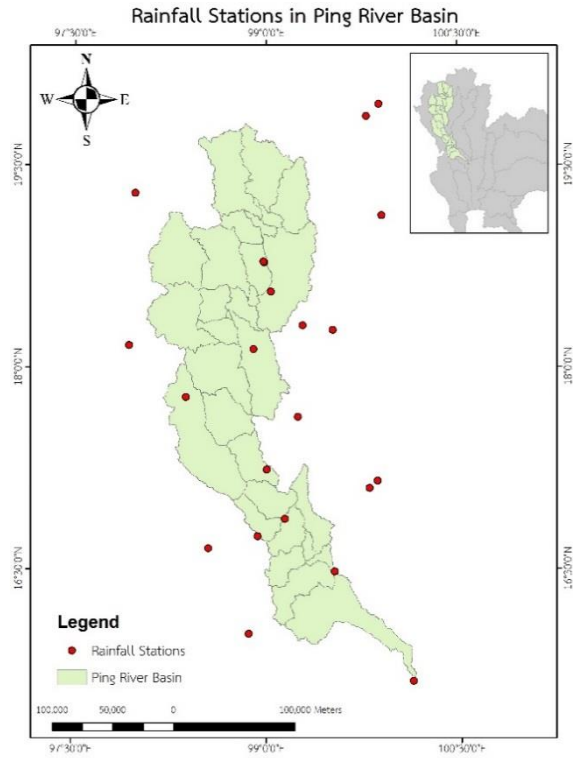 Rainfall Stations in Ping River Basin
97°30'0"E 99°0'0"E 100°30'0"E
N
W E
S
19°30'0"N 19°30'0"N
18°0'0"N 18°0'0"N
16°30'0"N 16°30'0"N
Legend
Rainfall Stations
Ping River Basin
100,000 50,000 0 100,000 Meters
97°30'0"E 99°0'0"E 100°30'0"E